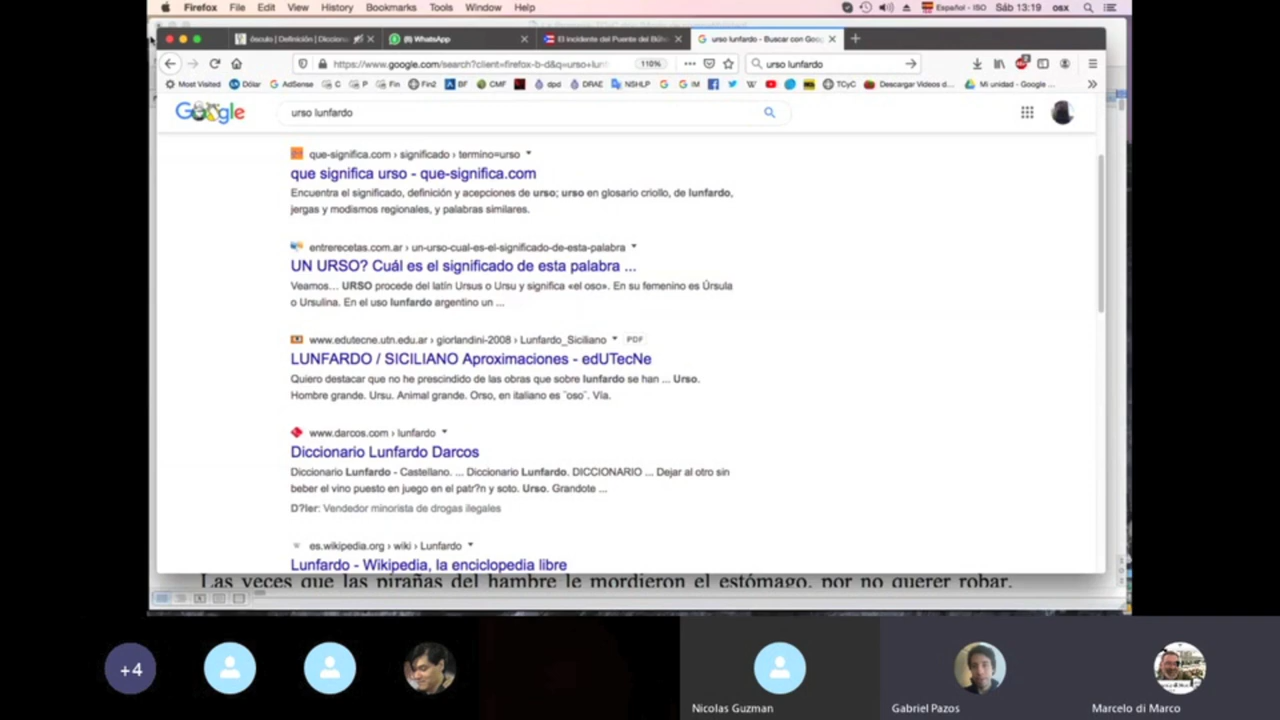 Firefox File Edit View History Bookmarks Tools Window Help Español - ISO Sáb 13:19 osx
ósculo | Definición | Dicciona
(1) WhatsApp
El incidente del Puente del Búho
urso lunfardo - Buscar con Goog
https://www.google.com/search?client=firefox-b-d&q=urso+lunf 110% urso lunfardo
Most Visited Dólar AdSense C P Fin Fin2 BF CMF dpd DRAE NSHLP G G iM TCyC Descargar Vídeos d... Mi unidad - Google ...
Google urso lunfardo
que-significa.com › significado › termino=urso
que significa urso - que-significa.com
Encuentra el significado, definición y acepciones de urso; urso en glosario criollo, de lunfardo,
jergas y modismos regionales, y palabras similares.
entrerecetas.com.ar › un-urso-cual-es-el-significado-de-esta-palabra
UN URSO? Cuál es el significado de esta palabra ...
Veamos... URSO procede del latín Ursus o Ursu y significa «el oso». En su femenino es Úrsula
o Ursulina. En el uso lunfardo argentino un ...
www.edutecne.utn.edu.ar › giorlandini-2008 › Lunfardo_Siciliano PDF
LUNFARDO / SICILIANO Aproximaciones - edUTecNe
Quiero destacar que no he prescindido de las obras que sobre lunfardo se han ... Urso.
Hombre grande. Ursu. Animal grande. Orso, en italiano es ¨oso¨. Vía.
www.darcos.com › lunfardo
Diccionario Lunfardo Darcos
Diccionario Lunfardo - Castellano. ... Diccionario Lunfardo. DICCIONARIO ... Dejar al otro sin
beber el vino puesto en juego en el patr?n y soto. Urso. Grandote ...
D?ler: Vendedor minorista de drogas ilegales
es.wikipedia.org › wiki › Lunfardo
Lunfardo - Wikipedia, la enciclopedia libre
Las veces que las pirañas del hambre le mordieron el estómago, por no querer robar,
+4
Nicolas Guzman
Gabriel Pazos
Marcelo di Marco